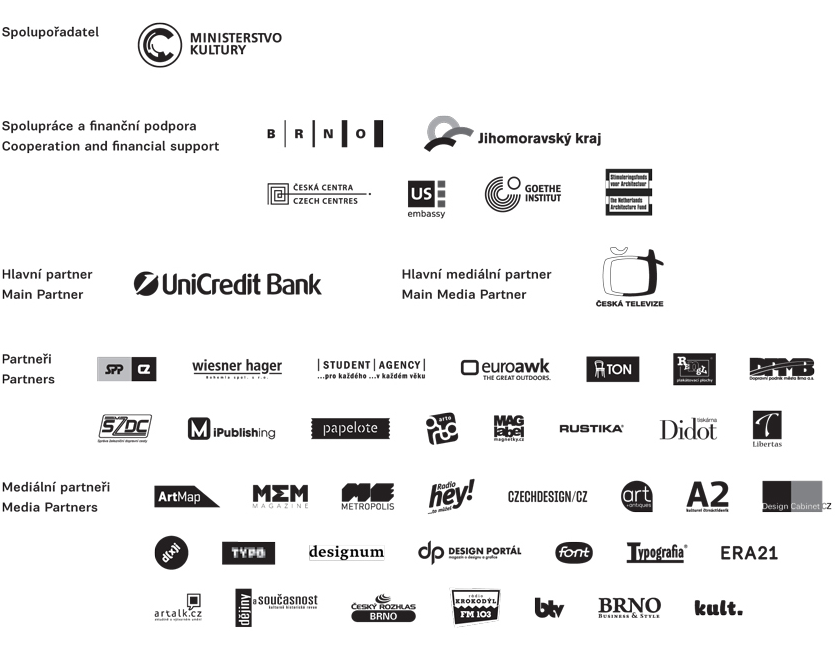 Spolupořadatel
MINISTERSTVO
KULTURY
Spolupráce a finanční podpora
Cooperation and financial support
B R N O
Jihomoravský kraj
ČESKÁ CENTRA
CZECH CENTRES
US
embassy
GOETHE
INSTITUT
Stimuleringsfonds
voor Architectuur
the Netherlands
Architecture Fund
Hlavní partner
Main Partner
UniCredit Bank
Hlavní mediální partner
Main Media Partner
ČESKÁ TELEVIZE
Partneři
Partners
SPP CZ
wiesner hager
Bohemia spol. s r.o.
STUDENT AGENCY
...pro každého ...v každém věku
euroawk
THE GREAT OUTDOORS.
TON
plakátovací plochy
DPMB
Dopravní podnik města Brna a.s.
SŽDC
Správa železniční dopravní cesty
iPublishing
papelote
MAG
label
magnetky.cz
RUSTIKA
tiskárna
Didot
Libertas
Mediální partneři
Media Partners
ArtMap
MEM
MAGAZINE
METROPOLIS
Radio
hey!
CZECHDESIGN/CZ
art
+antiques
A2
kulturní čtrnáctideník
Design Cabinet CZ
TYPO
designum
dp DESIGN PORTÁL
magazín o designu a grafice
font
Typografia
ERA21
artalk.cz
dějiny a současnost
kulturně historická revue
ČESKÝ ROZHLAS
BRNO
rádio
KROKODÝL
FM 103
btv
BRNO
BUSINESS & STYLE
kult.